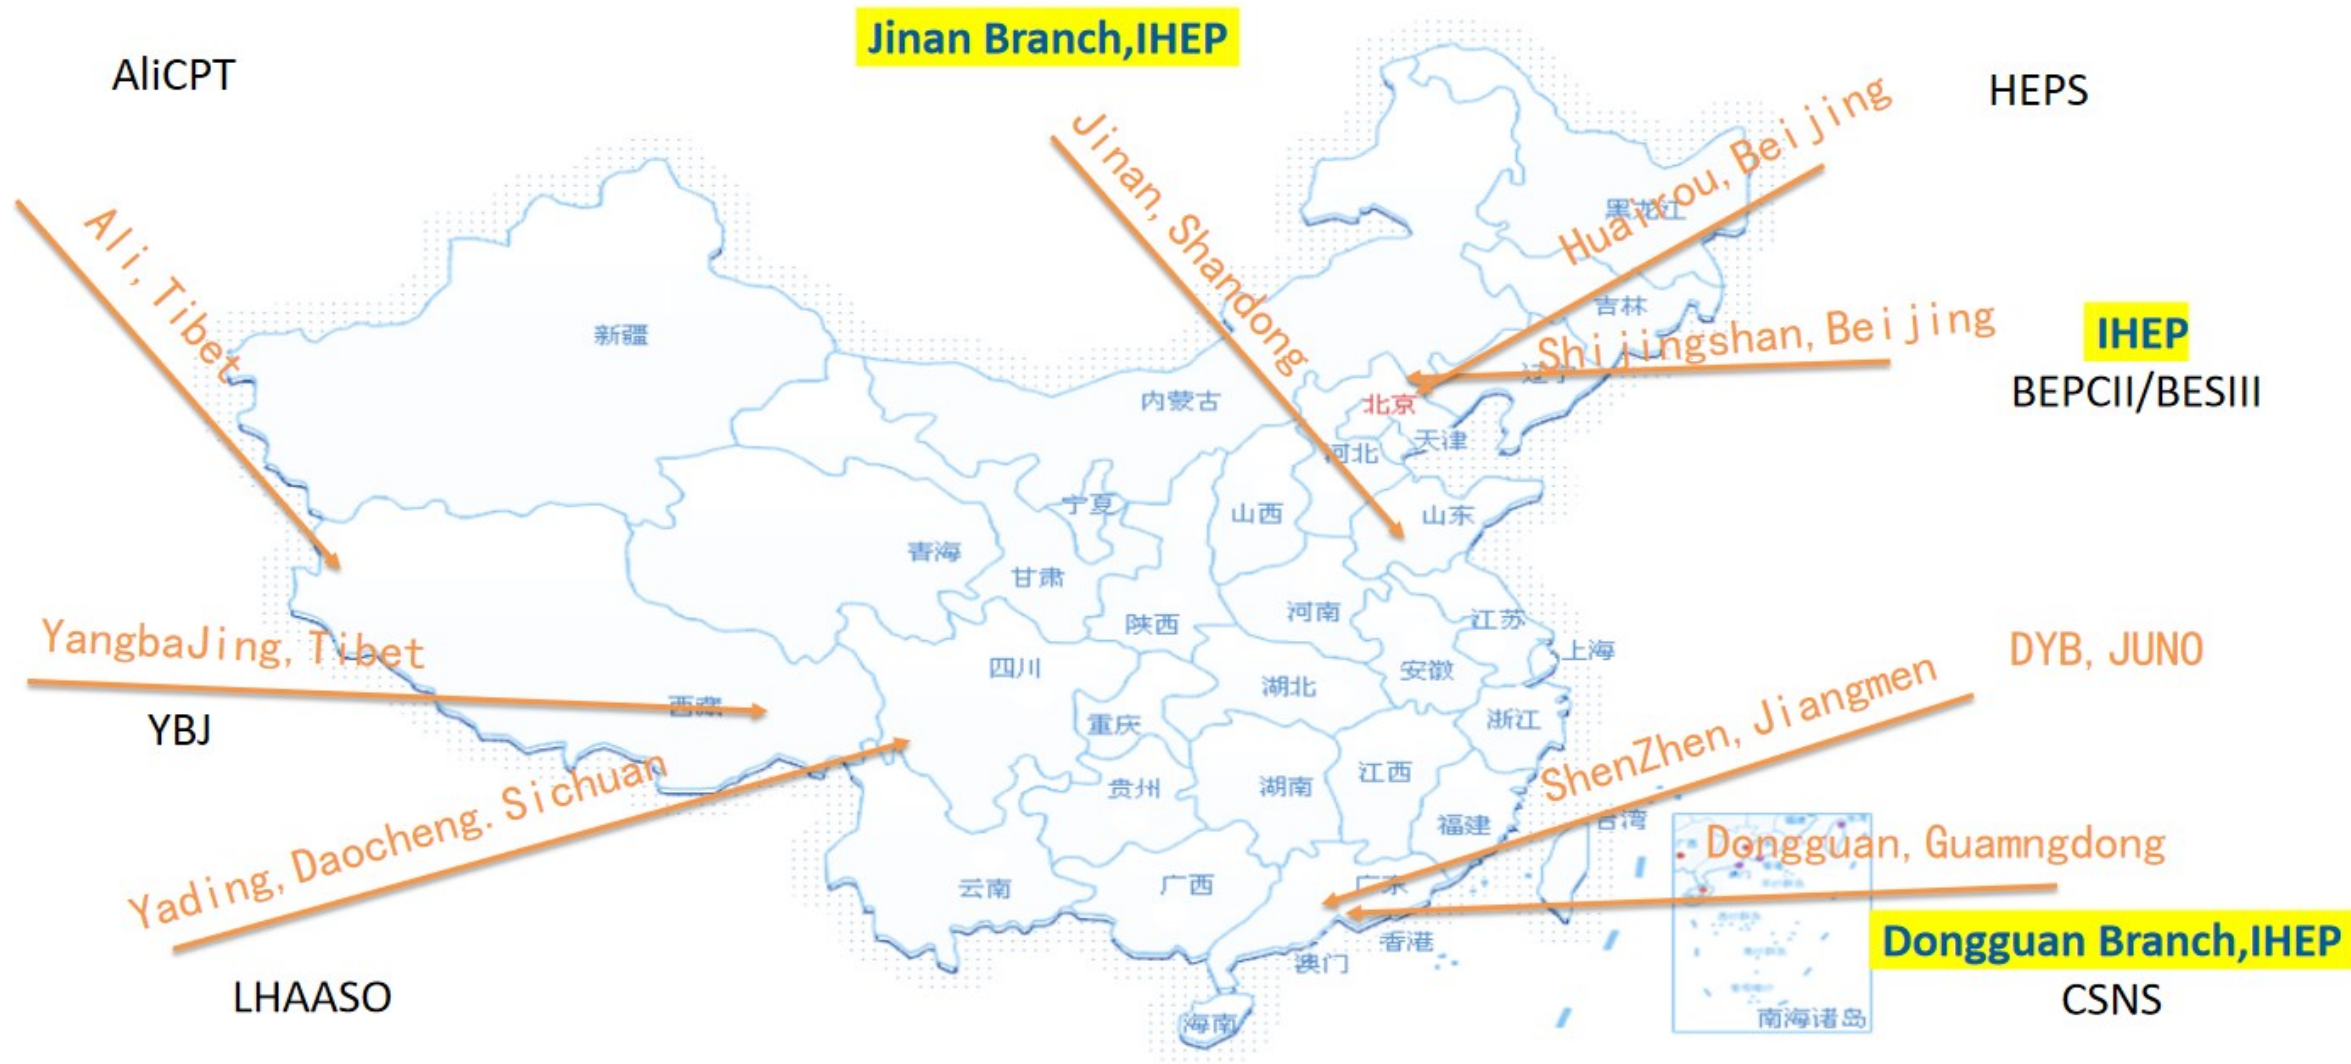 Jinan Branch,IHEP
AliCPT
HEPS
Huairou, Beijing
Jinan, Shandong
黑龙江
Ali, Tibet
吉林
Shijingshan, Beijing
IHEP
新疆
辽宁
BEPCII/BESIII
内蒙古
北京
天津
河北
宁夏
山西
山东
青海
甘肃
陕西
河南
江苏
YangbaJing, Tibet
上海
DYB, JUNO
四川
安徽
湖北
ShenZhen, Jiangmen
西藏
YBJ
重庆
浙江
Yading, Daocheng. Sichuan
贵州
湖南
江西
福建
台湾
Dongguan, Guamngdong
云南
广西
广东
香港
Dongguan Branch,IHEP
澳门
LHAASO
CSNS
海南
南海诸岛